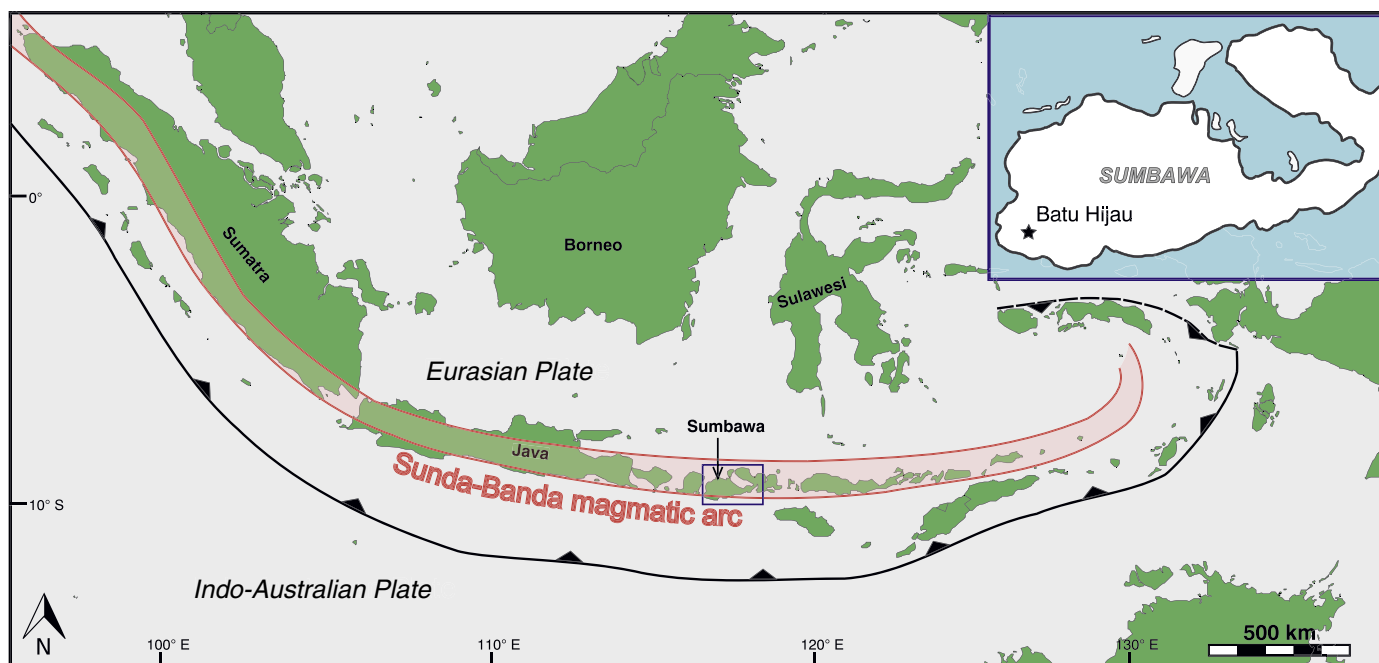 SUMBAWA
Batu Hijau
0°
Sumatra
Borneo
Sulawesi
Eurasian Plate
Sumbawa
Java
Sunda-Banda magmatic arc
10° S
Indo-Australian Plate
N
100° E
110° E
120° E
130° E
500 km